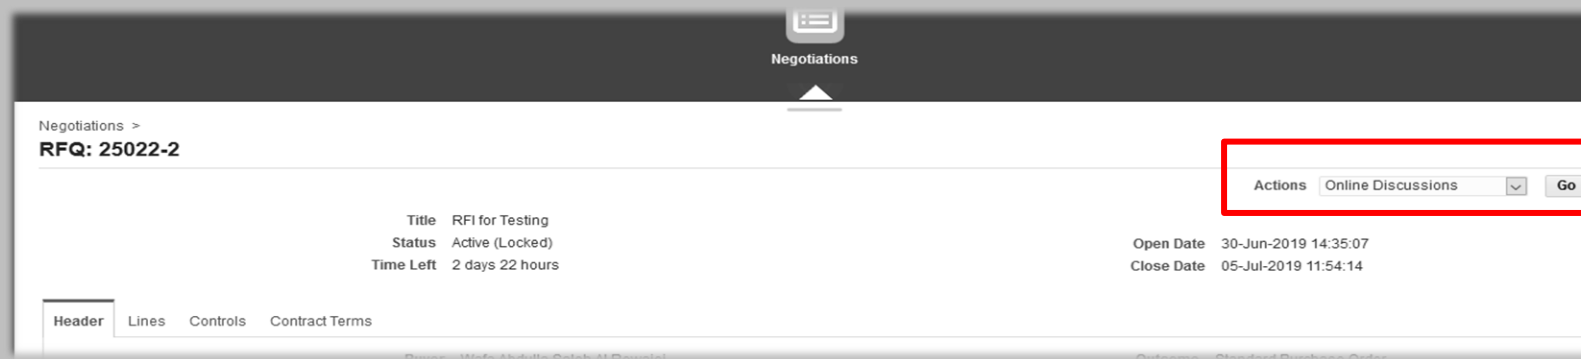 Negotiations
Negotiations >
RFQ: 25022-2
Actions Online Discussions Go
Title RFI for Testing
Status Active (Locked)
Time Left 2 days 22 hours
Open Date 30-Jun-2019 14:35:07
Close Date 05-Jul-2019 11:54:14
Header Lines Controls Contract Terms